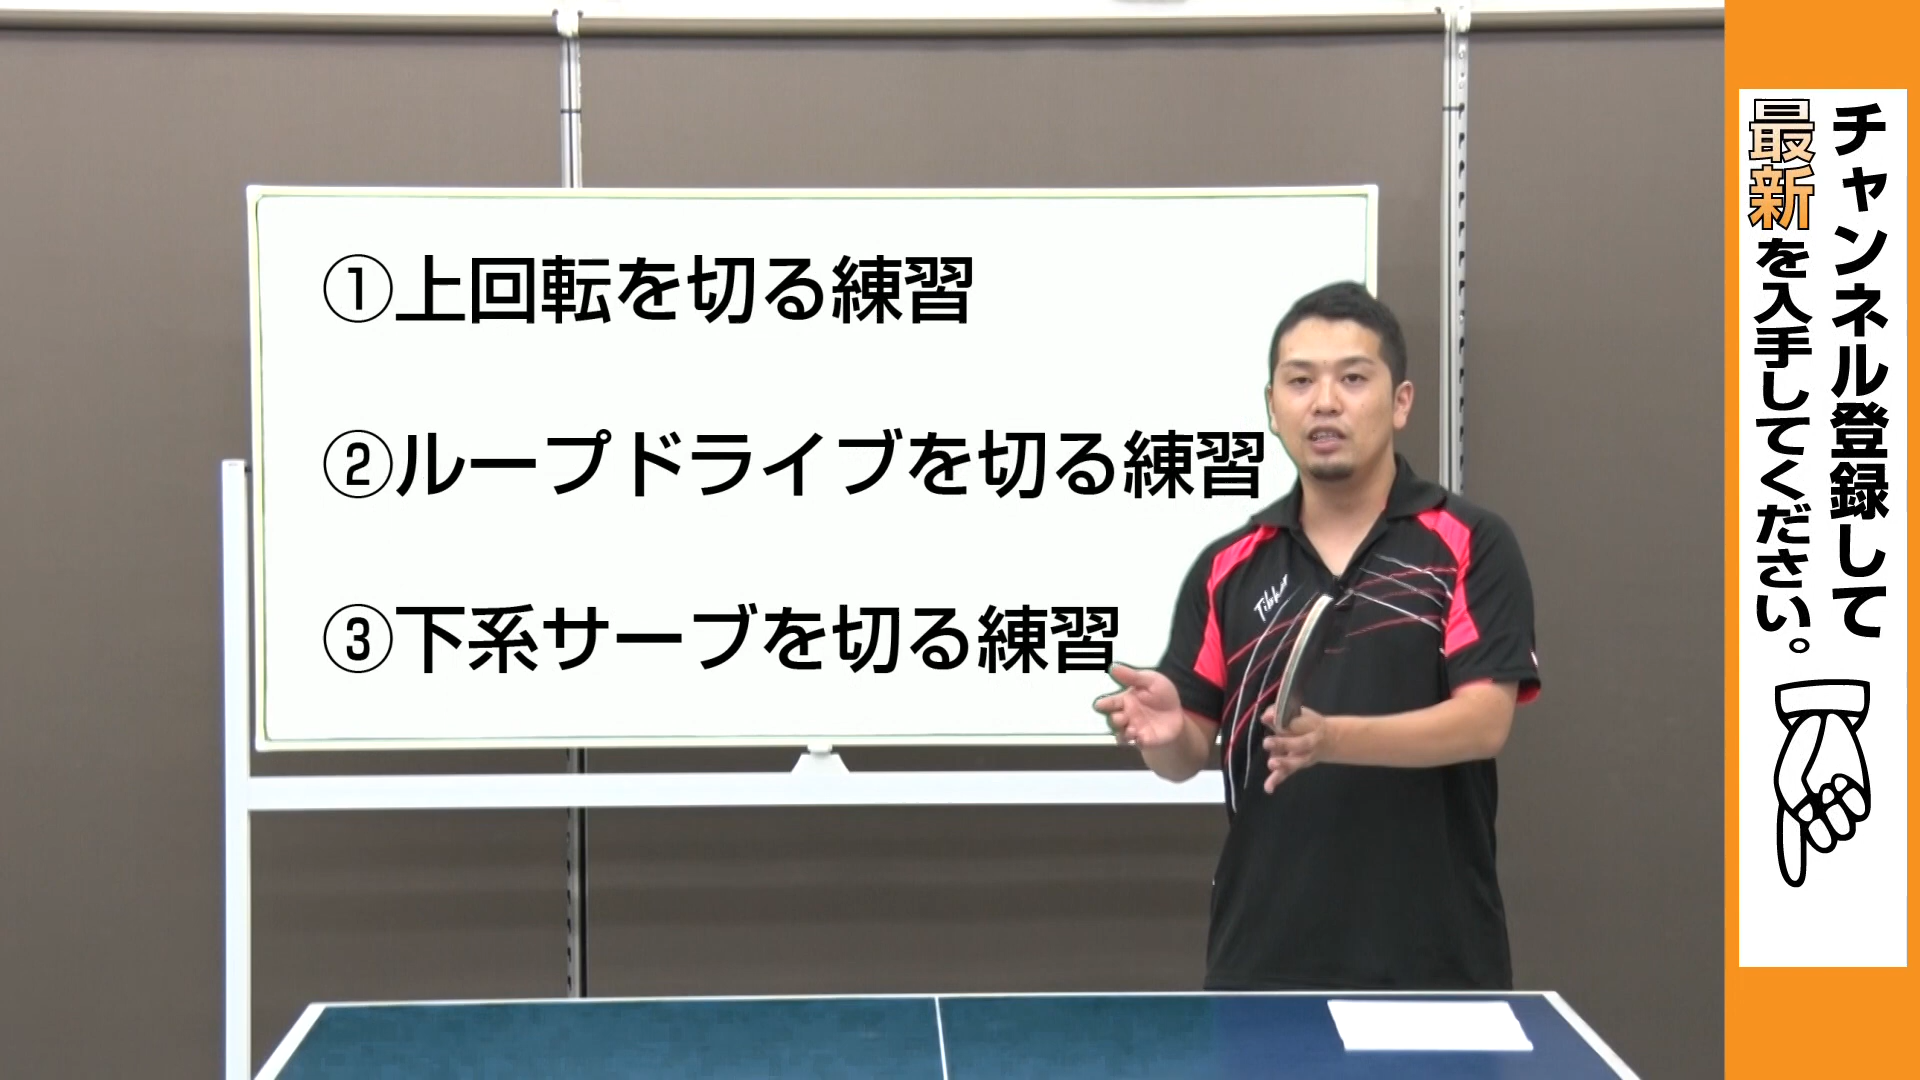 ①上回転を切る練習
②ループドライブを切る練習
③下系サーブを切る練習
Tibhar
チャンネル登録して
最新を入手してください。